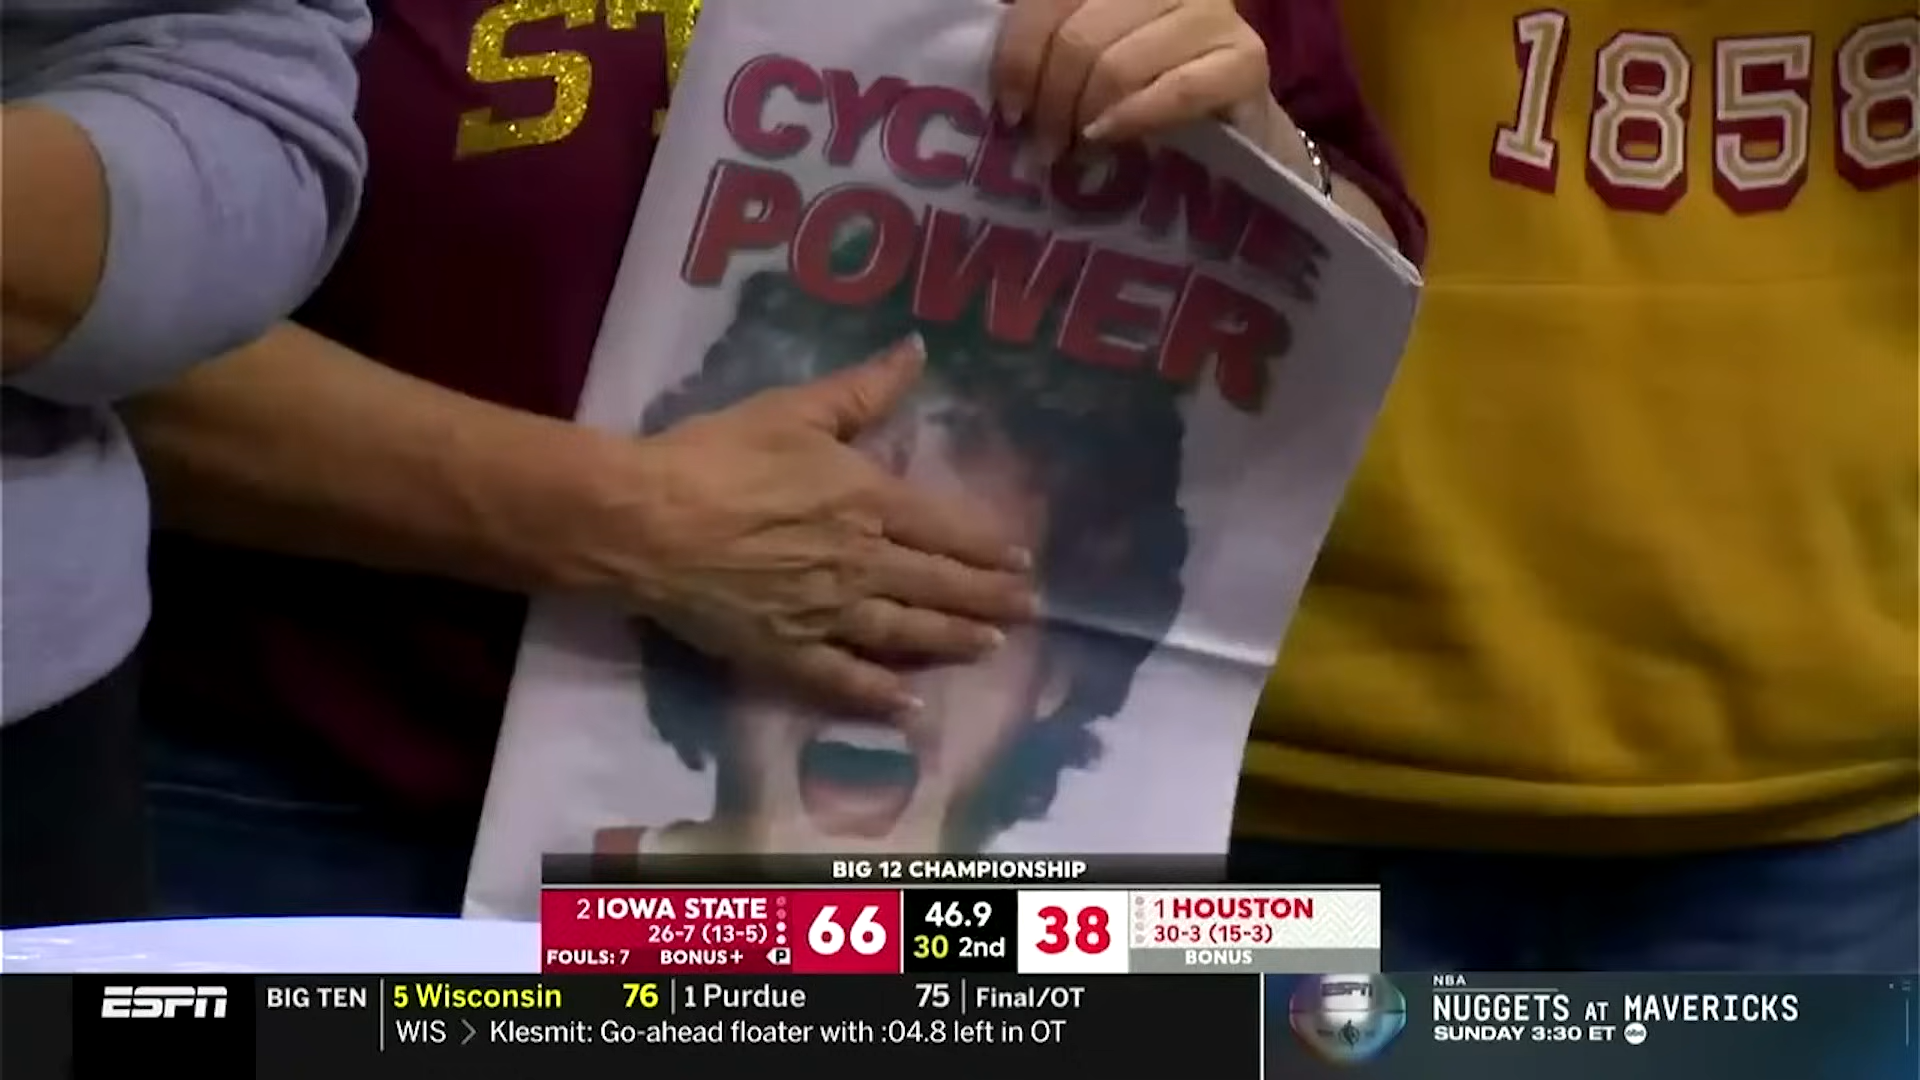 ST
1858
CYCLONE
POWER
BIG 12 CHAMPIONSHIP
2 IOWA STATE
26-7 (13-5)
FOULS: 7 BONUS+ P
66
46.9
30 2nd
38
1 HOUSTON
30-3 (15-3)
BONUS
ESPN
BIG TEN
5 Wisconsin 76 1 Purdue 75 Final/OT
WIS > Klesmit: Go-ahead floater with :04.8 left in OT
ESPN
NBA
NUGGETS AT MAVERICKS
SUNDAY 3:30 ET abc